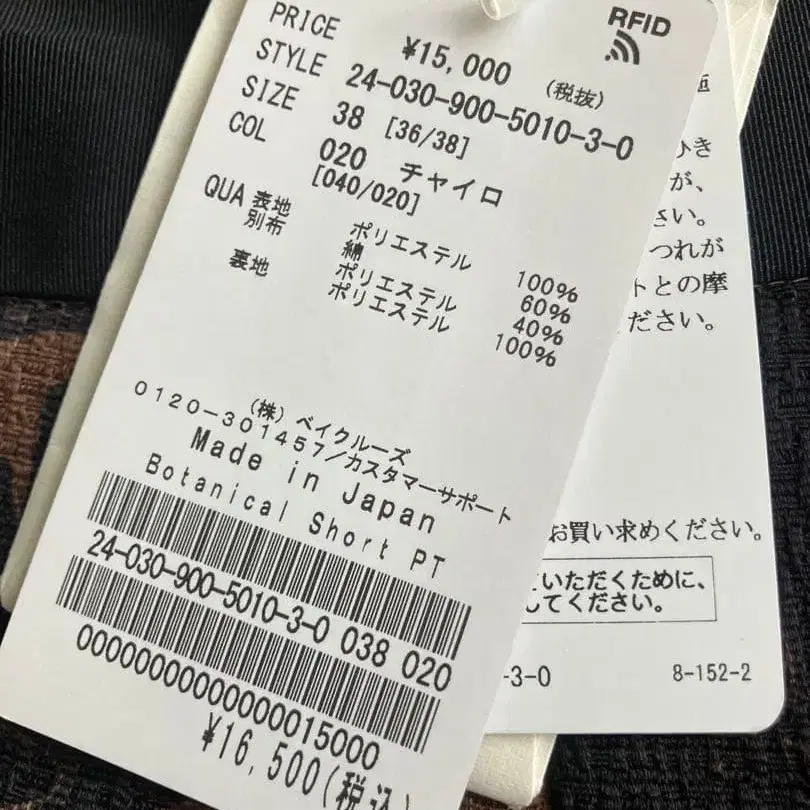 PRICE ¥15,000 (税抜)
RFID
STYLE 24-030-900-5010-3-0
SIZE 38 [36/38]
COL 020 チャイロ
[040/020]
QUA 表地 ポリエステル 100%
別布 綿 60%
ポリエステル 40%
裏地 ポリエステル 100%
(株) ベイクルーズ
0120-301457/カスタマーサポート
Made in Japan
Botanical Short PT
24-030-900-5010-3-0 038 020
0000000000000015000
¥16,500(税込)
ひき
が、
さい。
つれが
トとの摩
ださい。
お買い求めください。
いただくために、
してください。
-3-0 8-152-2